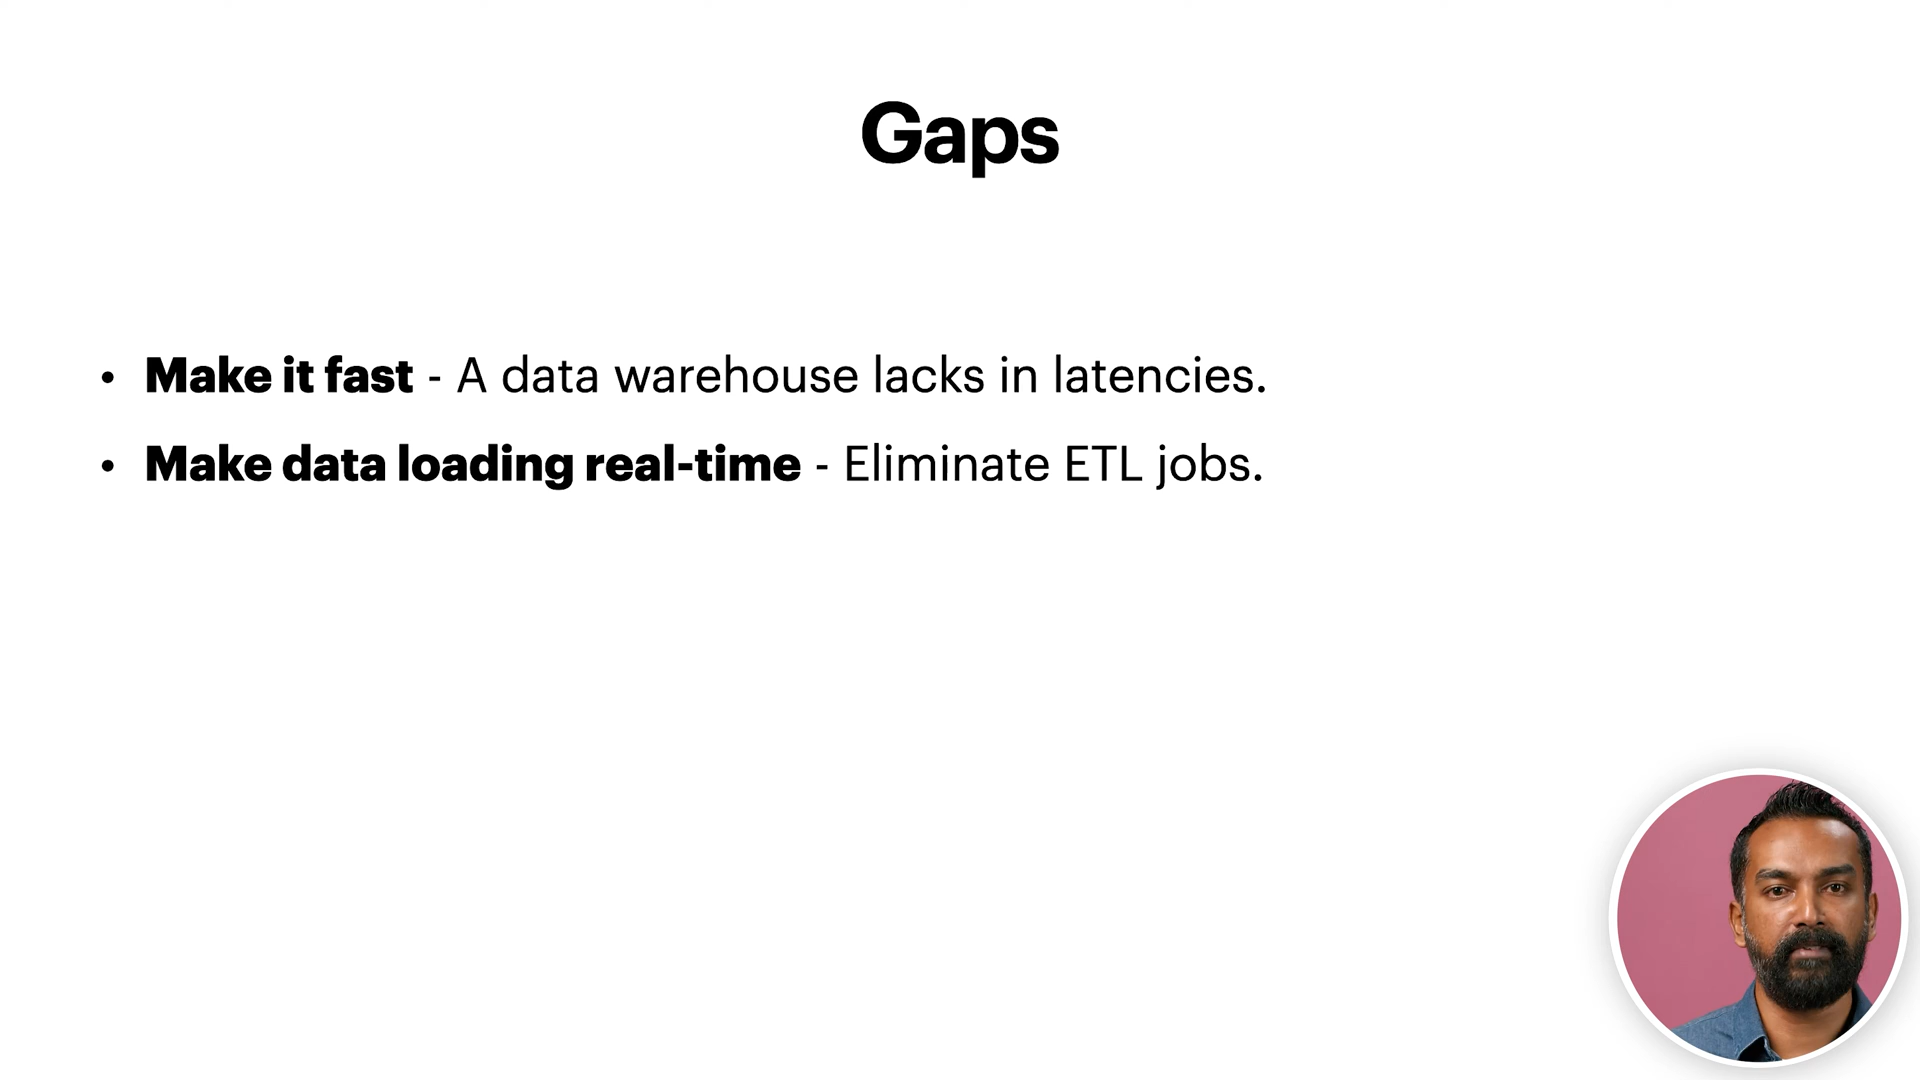 Gaps
• Make it fast - A data warehouse lacks in latencies.
• Make data loading real-time - Eliminate ETL jobs.